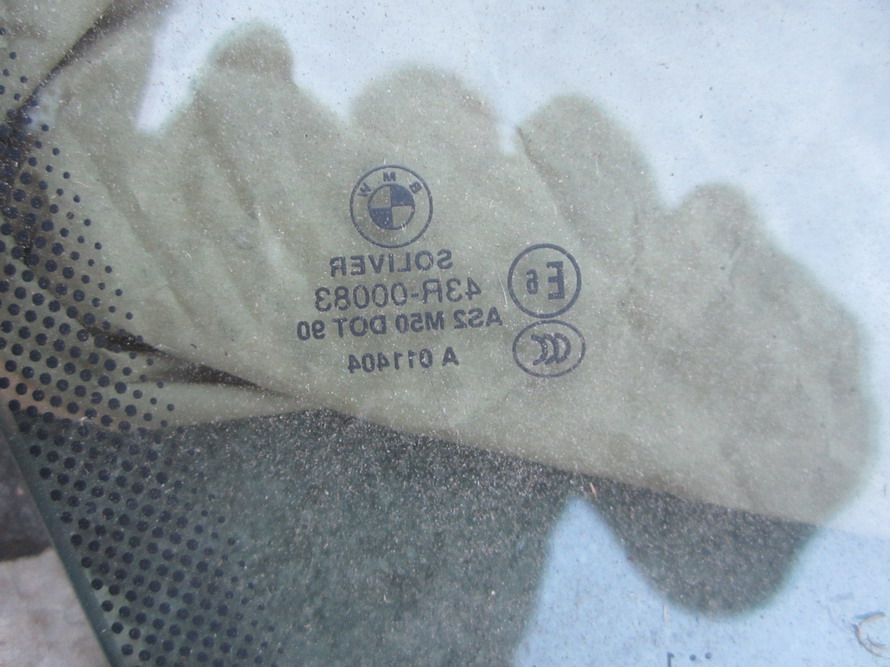 BMW
SOLIVER
E6
43R-00083
AS2 M50 DOT 90
CCC
A 011404